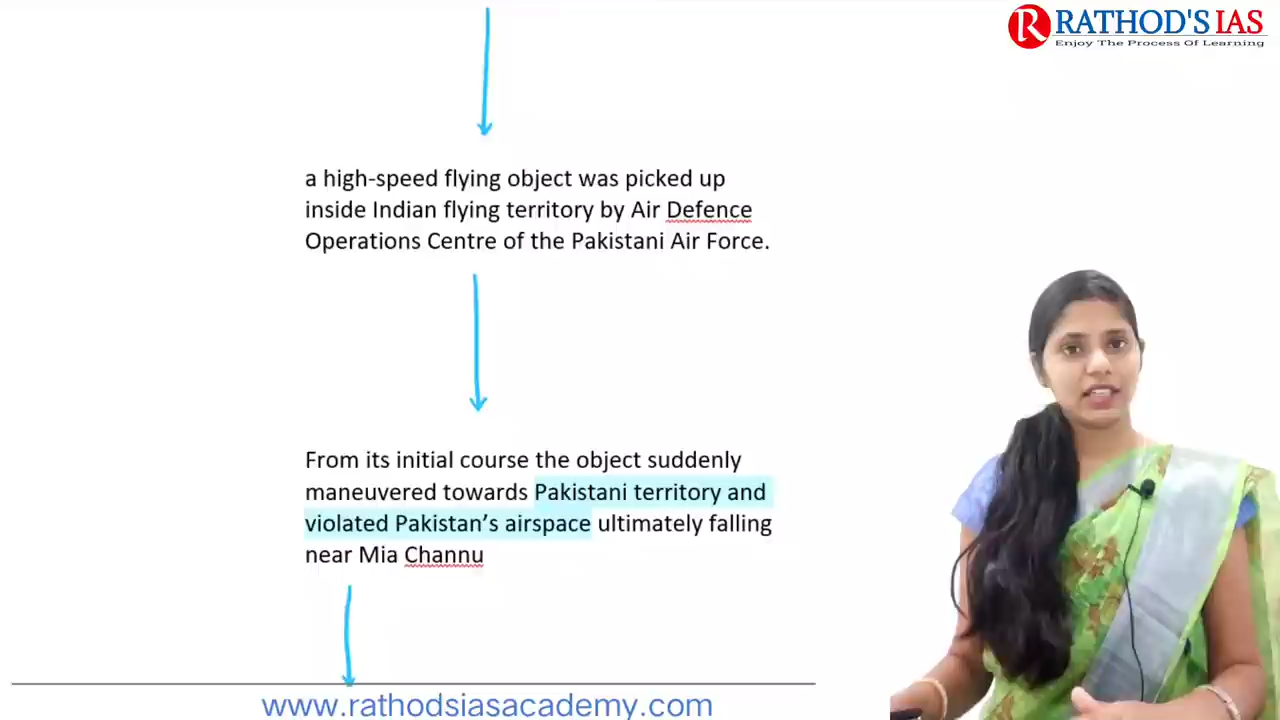 RATHOD'S IAS
Enjoy The Process Of Learning
a high-speed flying object was picked up
inside Indian flying territory by Air Defence
Operations Centre of the Pakistani Air Force.
From its initial course the object suddenly
maneuvered towards Pakistani territory and
violated Pakistan’s airspace ultimately falling
near Mia Channu
www.rathodsiasacademy.com